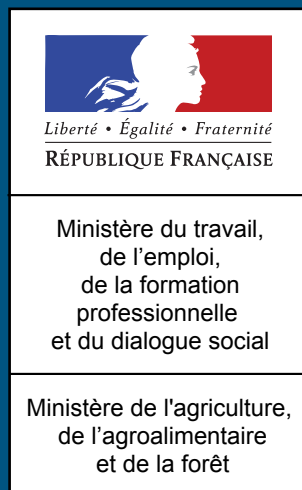 Liberté • Égalité • Fraternité
RÉPUBLIQUE FRANÇAISE
Ministère du travail,
de l’emploi,
de la formation
professionnelle
et du dialogue social
Ministère de l'agriculture,
de l’agroalimentaire
et de la forêt